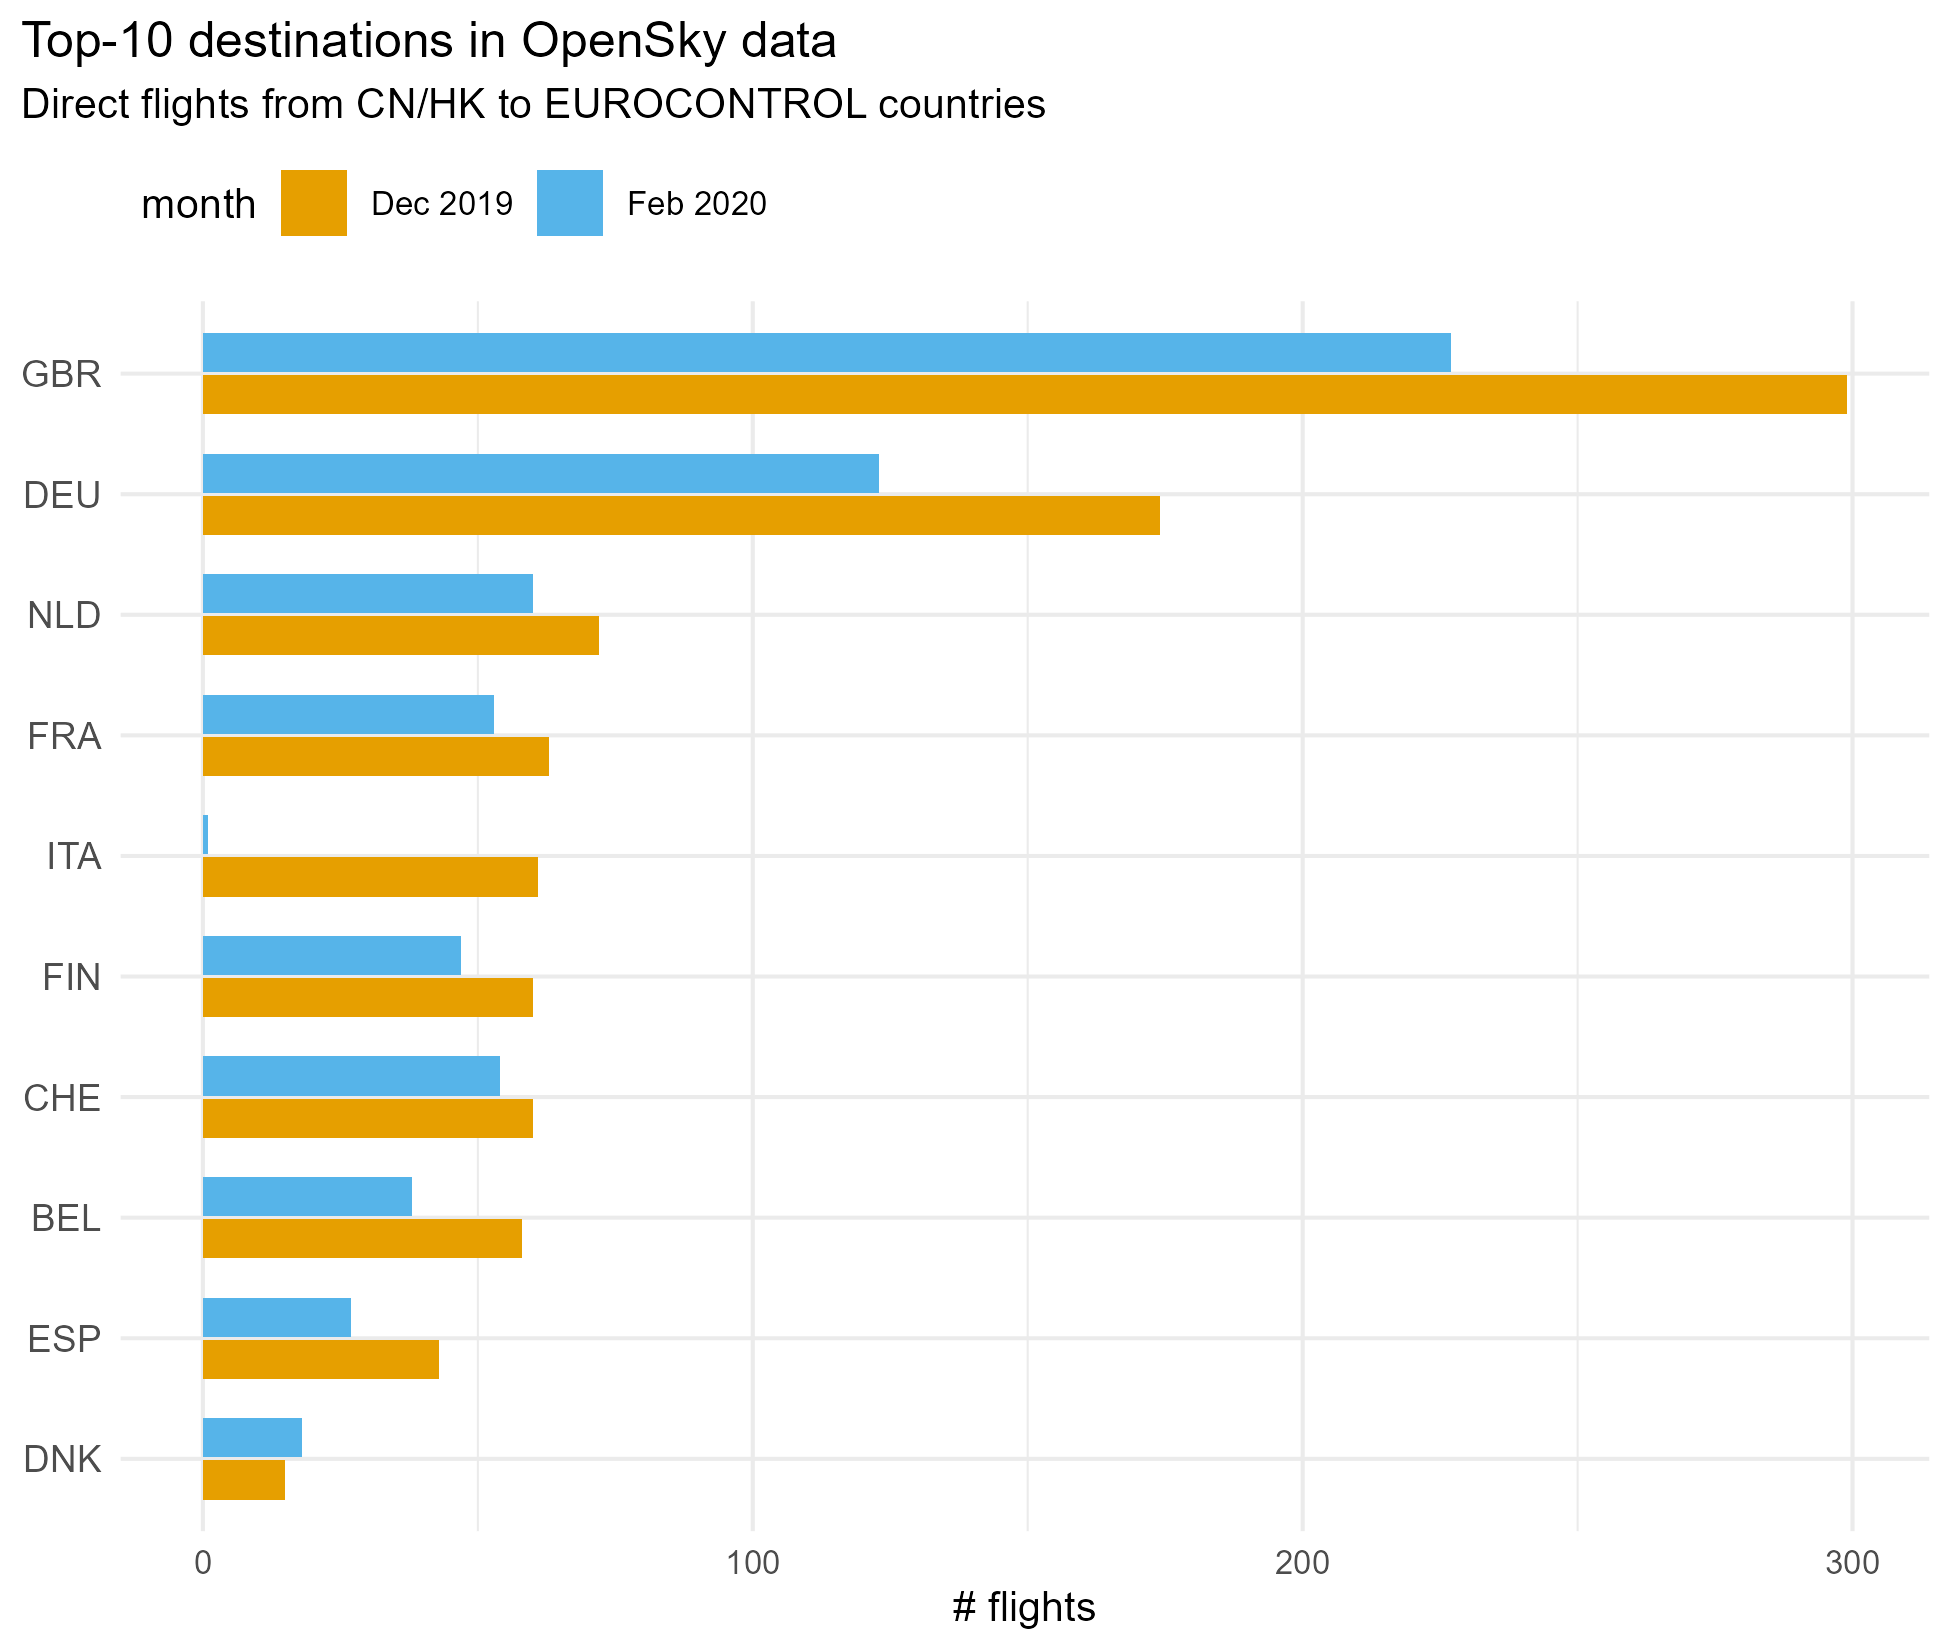 Top-10 destinations in OpenSky data
Direct flights from CN/HK to EUROCONTROL countries
month Dec 2019 Feb 2020
GBR
DEU
NLD
FRA
ITA
FIN
CHE
BEL
ESP
DNK
0 100 200 300
# flights